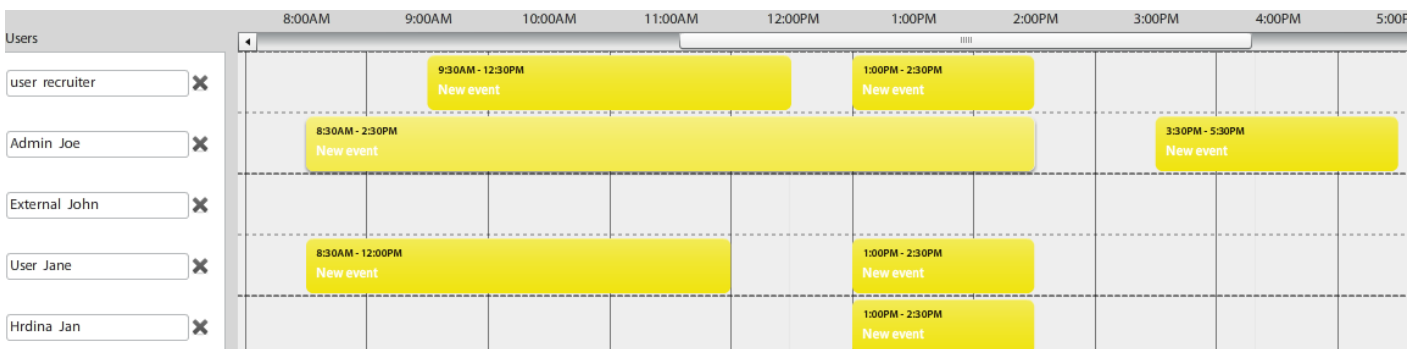 8:00AM 9:00AM 10:00AM 11:00AM 12:00PM 1:00PM 2:00PM 3:00PM 4:00PM 5:00P
Users
user recruiter
9:30AM - 12:30PM
New event
1:00PM - 2:30PM
New event
Admin Joe
8:30AM - 2:30PM
New event
3:30PM - 5:30PM
New event
External John
User Jane
8:30AM - 12:00PM
New event
1:00PM - 2:30PM
New event
Hrdina Jan
1:00PM - 2:30PM
New event